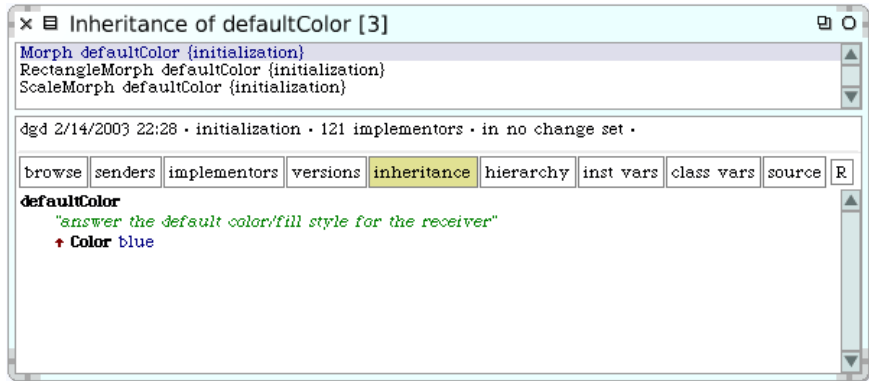 Inheritance of defaultColor [3]
Morph defaultColor {initialization}
RectangleMorph defaultColor {initialization}
ScaleMorph defaultColor {initialization}
dgd 2/14/2003 22:28 · initialization · 121 implementors · in no change set ·
browse senders implementors versions inheritance hierarchy inst vars class vars source R
defaultColor
"answer the default color/fill style for the receiver"
↑ Color blue